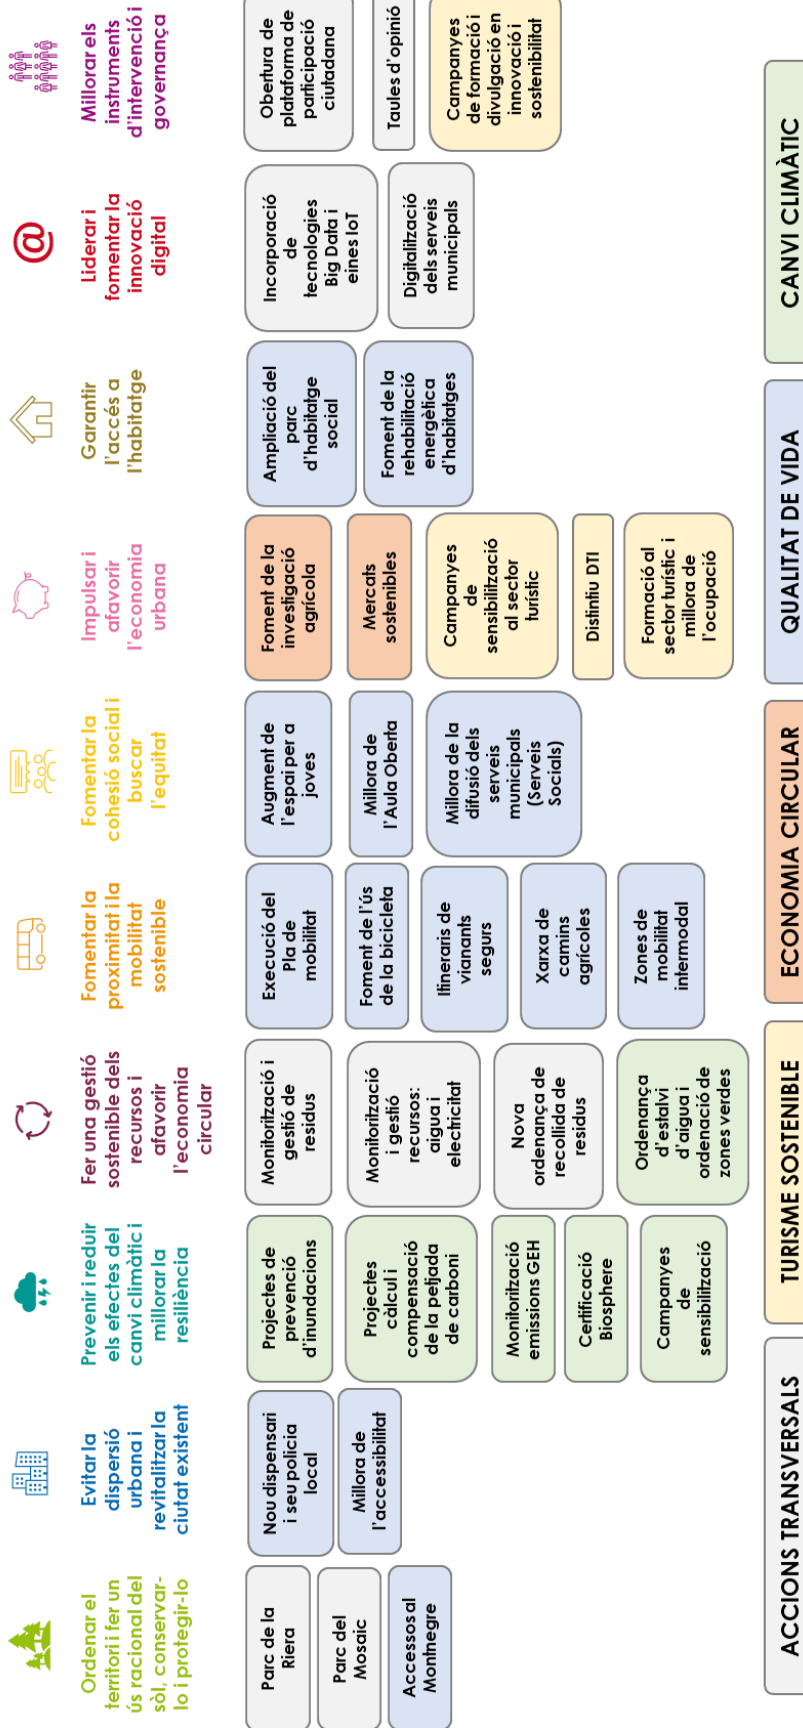 Ordenar el
territori i fer un
ús racional del
sòl, conservar-
lo i protegir-lo
Evitar la
dispersió
urbana i
revitalitzar la
ciutat existent
Prevenir i reduir
els efectes del
canvi climàtic i
millorar la
resiliència
Fer una gestió
sostenible dels
recursos i
afavorir
l'economia
circular
Fomentar la
proximitat i la
mobilitat
sostenible
Fomentar la
cohesió social i
buscar
l'equitat
Impulsar i
afavorir
l'economia
urbana
Garantir
l'accés a
l'habitatge
@
Liderar i
fomentar la
innovació
digital
Millorar els
instruments
d'intervenció i
governança
Parc de la
Riera
Parc del
Mosaic
Accessos al
Montnegre
Nou dispensari
i seu policia
local
Millora de
l'accessibilitat
Projectes de
prevenció
d'inundacions
Projectes
càlcul i
compensació
de la petjada
de carboni
Monitorització
emissions GEH
Certificació
Biosphere
Campanyes
de
sensibilització
Monitorització i
gestió de
residus
Monitorització
i gestió
recursos:
aigua i
electricitat
Nova
ordenança de
recollida de
residus
Ordenança
d'estalvi
d'aigua i
ordenació de
zones verdes
Execució del
Pla de
mobilitat
Foment de l'ús
de la bicicleta
Itineraris de
vianants
segurs
Xarxa de
camins
agrícoles
Zones de
mobilitat
intermodal
Augment de
l'espai per a
joves
Millora de
l'Aula Oberta
Millora de la
difusió dels
serveis
municipals
(Serveis
Socials)
Foment de la
investigació
agrícola
Mercats
sostenibles
Campanyes
de
sensibilització
al sector
turístic
Distintiu DTI
Formació al
sector turístic i
millora de
l'ocupació
Ampliació del
parc
d'habitatge
social
Foment de la
rehabilitació
energètica
d'habitatges
Incorporació
de
tecnologies
Big Data i
eines IoT
Digitalització
dels serveis
municipals
Obertura de
plataforma de
participació
ciutadana
Taules d'opinió
Campanyes
de formació i
divulgació en
innovació i
sostenibilitat
ACCIONS TRANSVERSALS
TURISME SOSTENIBLE
ECONOMIA CIRCULAR
QUALITAT DE VIDA
CANVI CLIMÀTIC